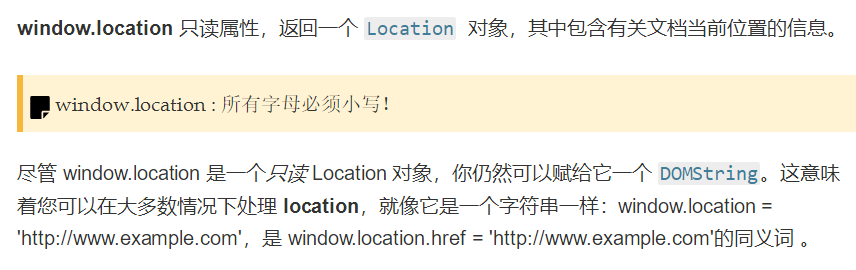 window.location 只读属性，返回一个 Location 对象，其中包含有关文档当前位置的信息。
window.location : 所有字母必须小写！
尽管 window.location 是一个只读 Location 对象，你仍然可以赋给它一个 DOMString。这意味
着您可以在大多数情况下处理 location，就像它是一个字符串一样：window.location =
'http://www.example.com'，是 window.location.href = 'http://www.example.com'的同义词 。